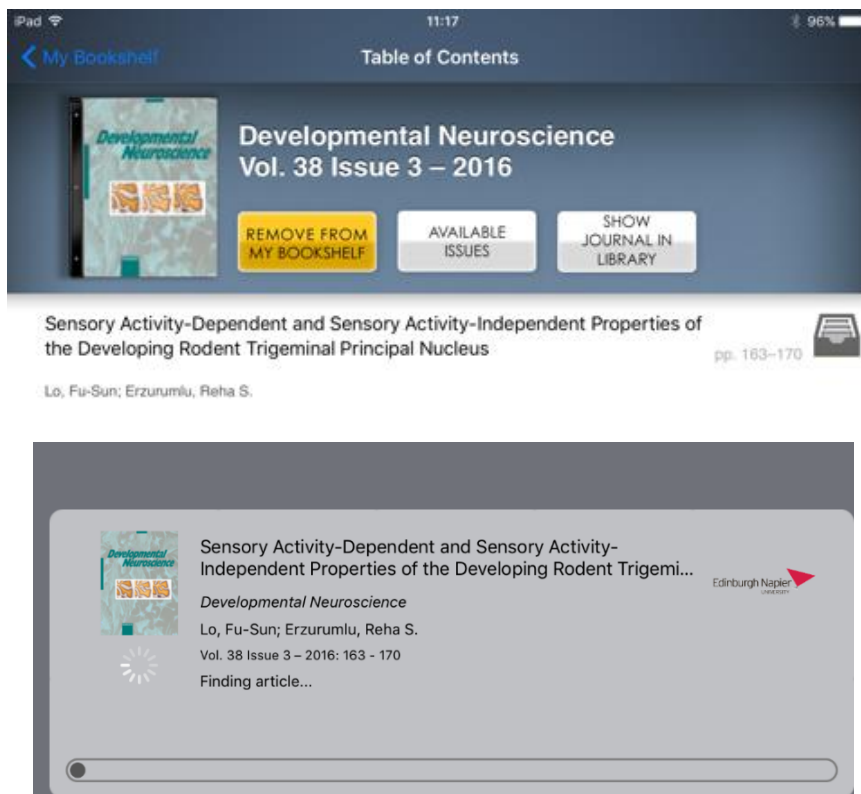 iPad 11:17 96%
My Bookshelf Table of Contents
Developmental
Neuroscience
Developmental Neuroscience
Vol. 38 Issue 3 – 2016
REMOVE FROM
MY BOOKSHELF
AVAILABLE
ISSUES
SHOW
JOURNAL IN
LIBRARY
Sensory Activity-Dependent and Sensory Activity-Independent Properties of
the Developing Rodent Trigeminal Principal Nucleus
pp. 163–170
Lo, Fu-Sun; Erzurumlu, Reha S.
Developmental
Neuroscience
Sensory Activity-Dependent and Sensory Activity-
Independent Properties of the Developing Rodent Trigemi...
Developmental Neuroscience
Lo, Fu-Sun; Erzurumlu, Reha S.
Vol. 38 Issue 3 – 2016: 163 - 170
Finding article...
Edinburgh Napier
UNIVERSITY